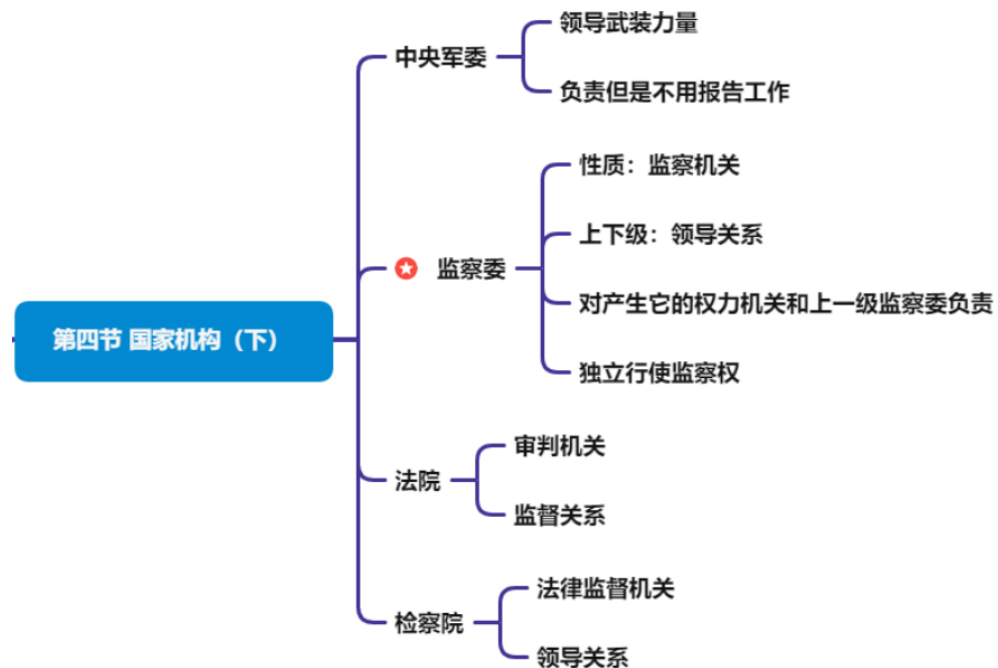 第四节 国家机构（下）
中央军委
领导武装力量
负责但是不用报告工作
监察委
性质：监察机关
上下级：领导关系
对产生它的权力机关和上一级监察委负责
独立行使监察权
法院
审判机关
监督关系
检察院
法律监督机关
领导关系